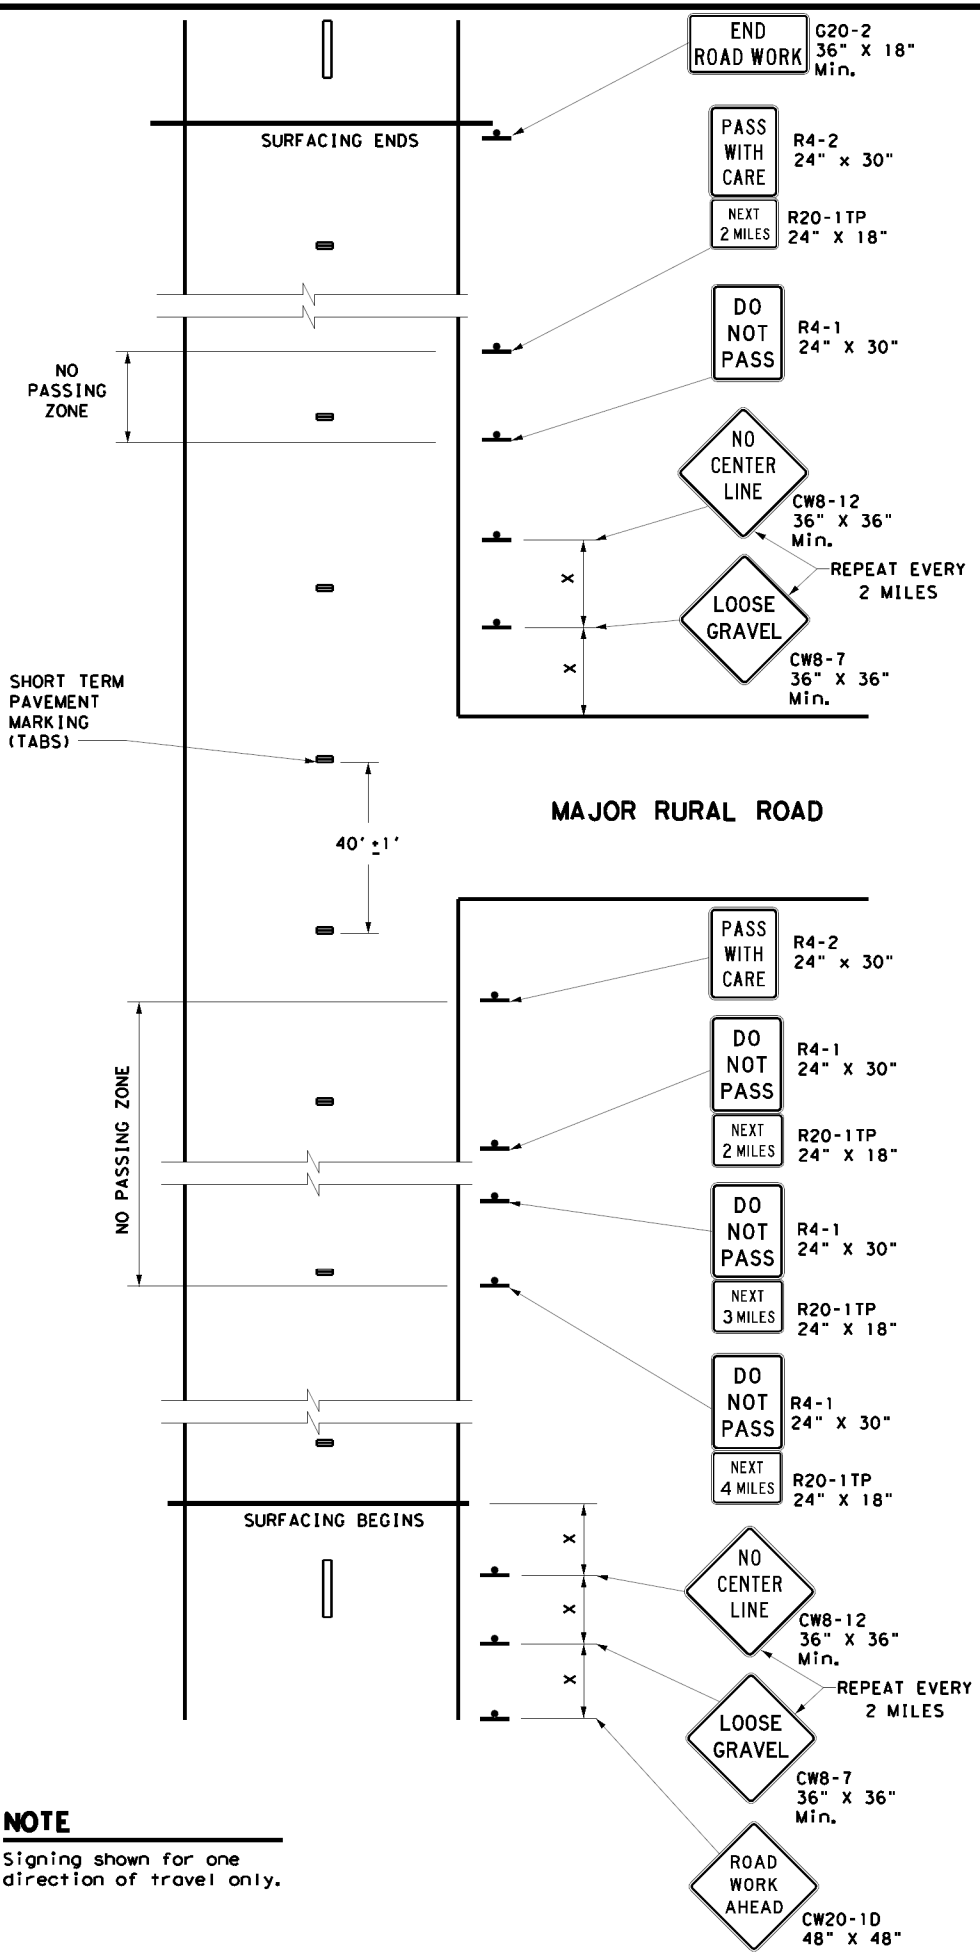 END
ROAD WORK
G20-2
36" X 18"
Min.
SURFACING ENDS
PASS
WITH
CARE
R4-2
24" x 30"
NEXT
2 MILES
R20-1TP
24" X 18"
DO
NOT
PASS
R4-1
24" X 30"
NO
PASSING
ZONE
NO
CENTER
LINE
CW8-12
36" X 36"
Min.
X
REPEAT EVERY
2 MILES
LOOSE
GRAVEL
CW8-7
36" X 36"
Min.
X
SHORT TERM
PAVEMENT
MARKING
(TABS)
MAJOR RURAL ROAD
40' ±1'
PASS
WITH
CARE
R4-2
24" x 30"
DO
NOT
PASS
R4-1
24" X 30"
NEXT
2 MILES
R20-1TP
24" X 18"
NO PASSING ZONE
DO
NOT
PASS
R4-1
24" X 30"
NEXT
3 MILES
R20-1TP
24" X 18"
DO
NOT
PASS
R4-1
24" X 30"
NEXT
4 MILES
R20-1TP
24" X 18"
SURFACING BEGINS
X
NO
CENTER
LINE
CW8-12
36" X 36"
Min.
X
REPEAT EVERY
2 MILES
X
LOOSE
GRAVEL
CW8-7
36" X 36"
Min.
NOTE
Signing shown for one
direction of travel only.
ROAD
WORK
AHEAD
CW20-1D
48" X 48"